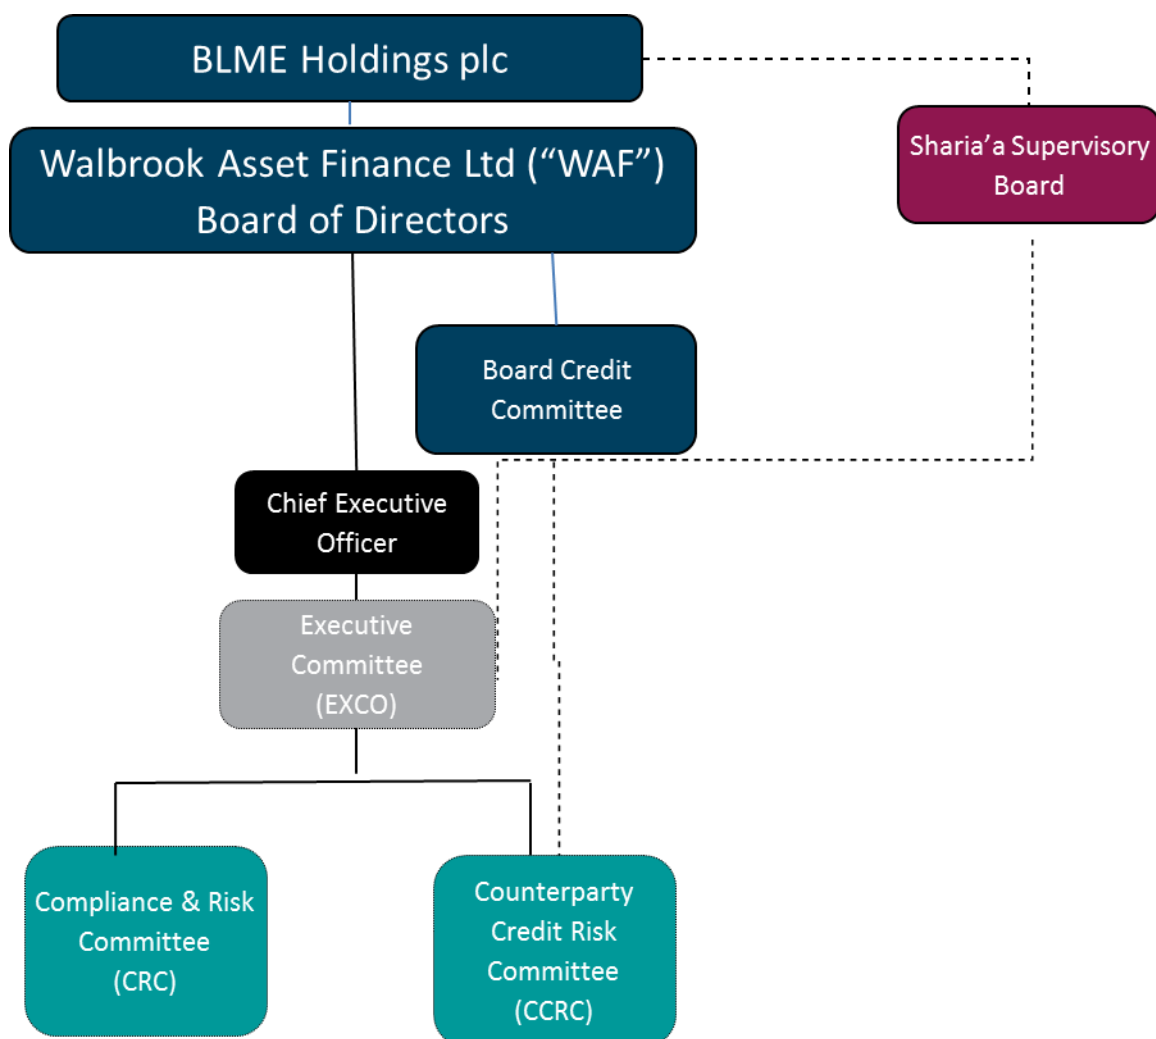 BLME Holdings plc
Walbrook Asset Finance Ltd (“WAF”)
Board of Directors
Sharia’a Supervisory
Board
Board Credit
Committee
Chief Executive
Officer
Executive
Committee
(EXCO)
Compliance & Risk
Committee
(CRC)
Counterparty
Credit Risk
Committee
(CCRC)